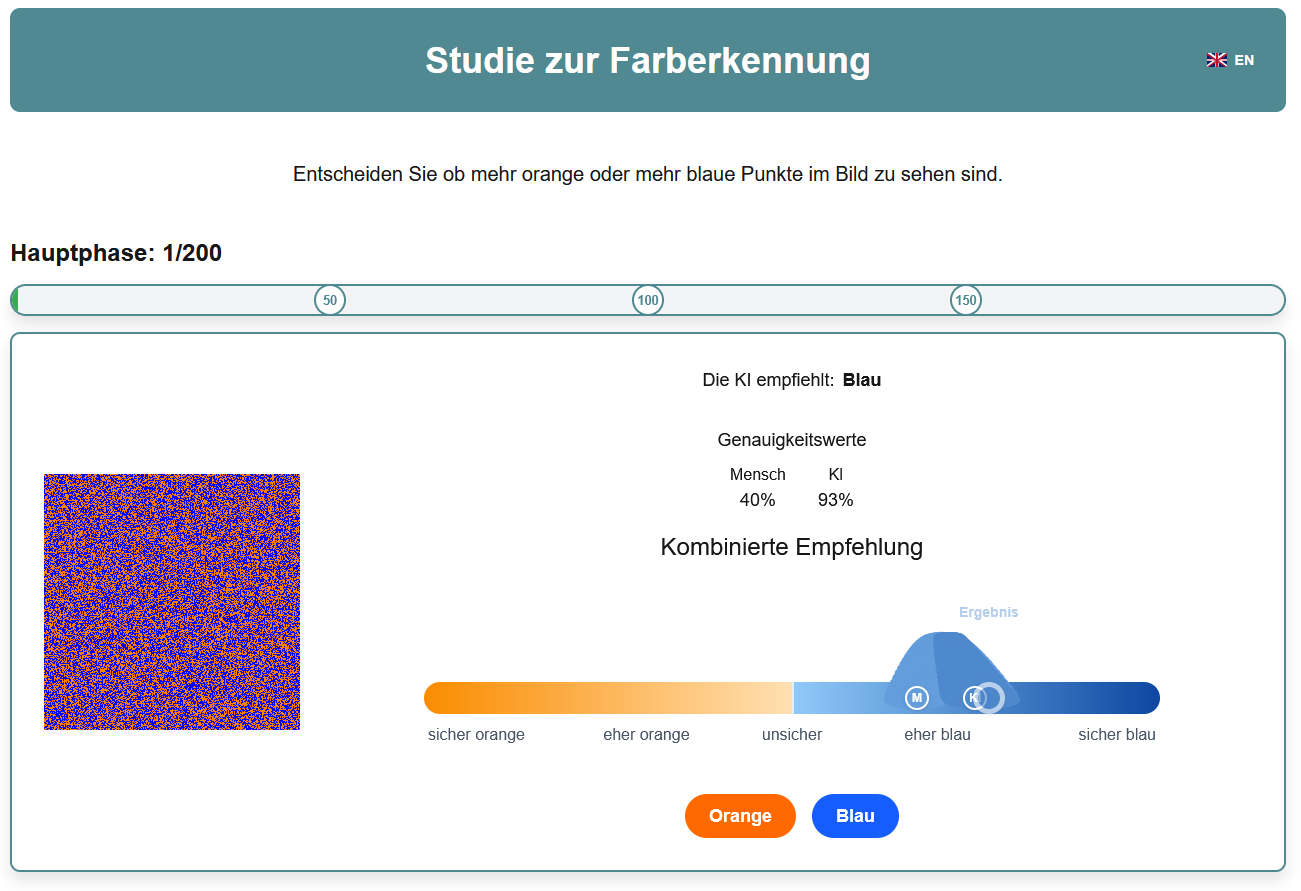 Studie zur Farberkennung
EN
Entscheiden Sie ob mehr orange oder mehr blaue Punkte im Bild zu sehen sind.
Hauptphase: 1/200
50
100
150
Die KI empfiehlt: Blau
Genauigkeitswerte
Mensch KI
40% 93%
Kombinierte Empfehlung
Ergebnis
M K
sicher orange eher orange unsicher eher blau sicher blau
Orange Blau